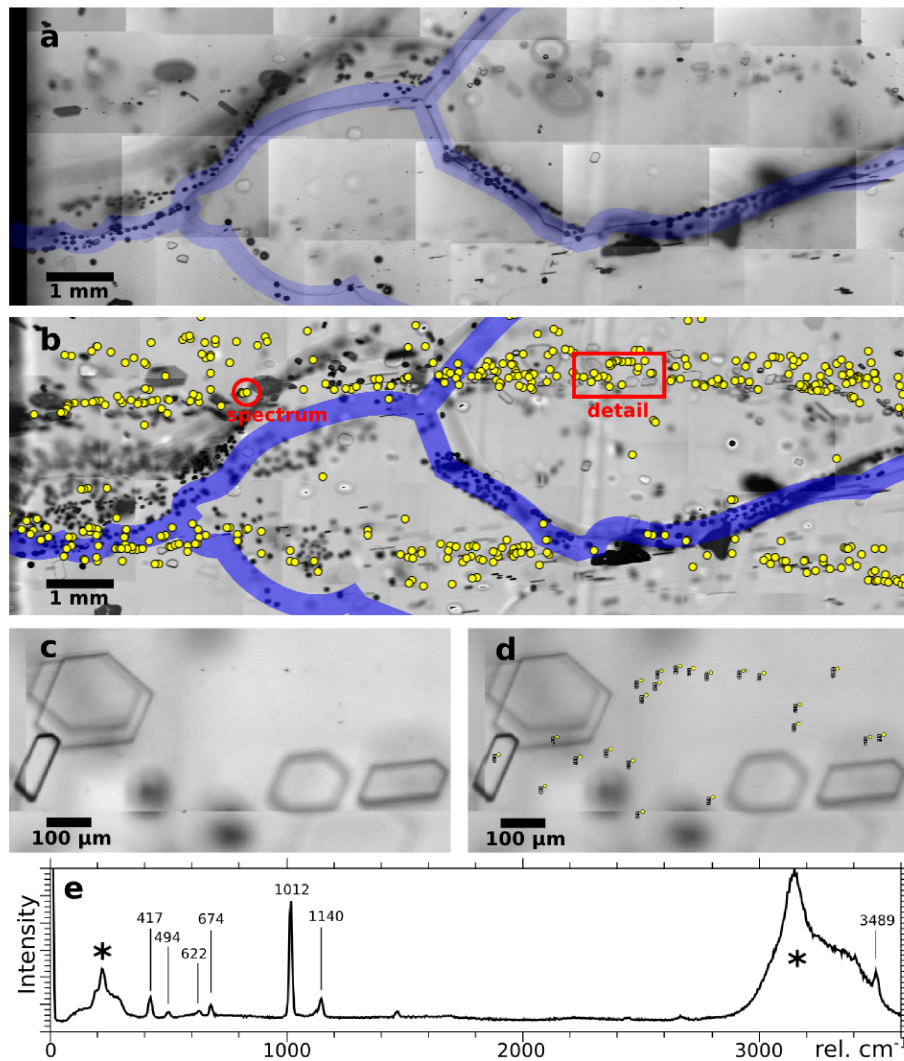 a
1 mm
b
spectrum
detail
1 mm
c
d
100 μm
100 μm
e
Intensity
417
494
622
674
1012
1140
3489
*
*
0
1000
2000
3000
rel. cm-1